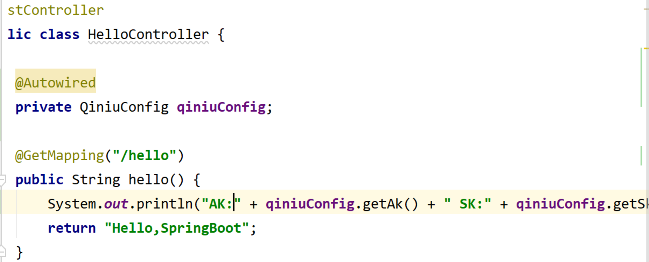 stController
lic class HelloController {
@Autowired
private QiniuConfig qiniuConfig;
@GetMapping("/hello")
public String hello() {
System.out.println("AK:" + qiniuConfig.getAk() + " SK:" + qiniuConfig.getSk
return "Hello,SpringBoot";
}